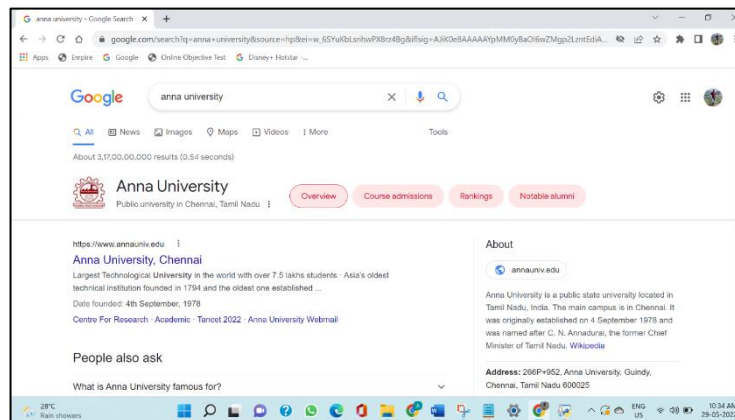 anna university - Google Search
google.com/search?q=anna+university&source=hp&ei=w_
Apps Empire G Google Online Objective Test Disney+ Hotstar -...
Google
anna university
All News Images Maps Videos More Tools
About 3,17,00,00,000 results (0.54 seconds)
Anna University
Public university in Chennai, Tamil Nadu
Overview Course admissions Rankings Notable alumni
https://www.annauniv.edu
Anna University, Chennai
Largest Technological University in the world with over 7.5 lakhs students · Asia's oldest
technical institution founded in 1794 and the oldest one established ...
Date founded: 4th September, 1978
Centre For Research · Academic · Tancet 2022 · Anna University Webmail
People also ask
What is Anna University famous for?
About
annauniv.edu
Anna University is a public state university located in
Tamil Nadu, India. The main campus is in Chennai. It
was originally established on 4 September 1978 and
was named after C. N. Annadurai, the former Chief
Minister of Tamil Nadu. Wikipedia
Address: 266P+952, Anna University, Guindy,
Chennai, Tamil Nadu 600025
28°C
Rain showers
ENG
US
10:34 AM